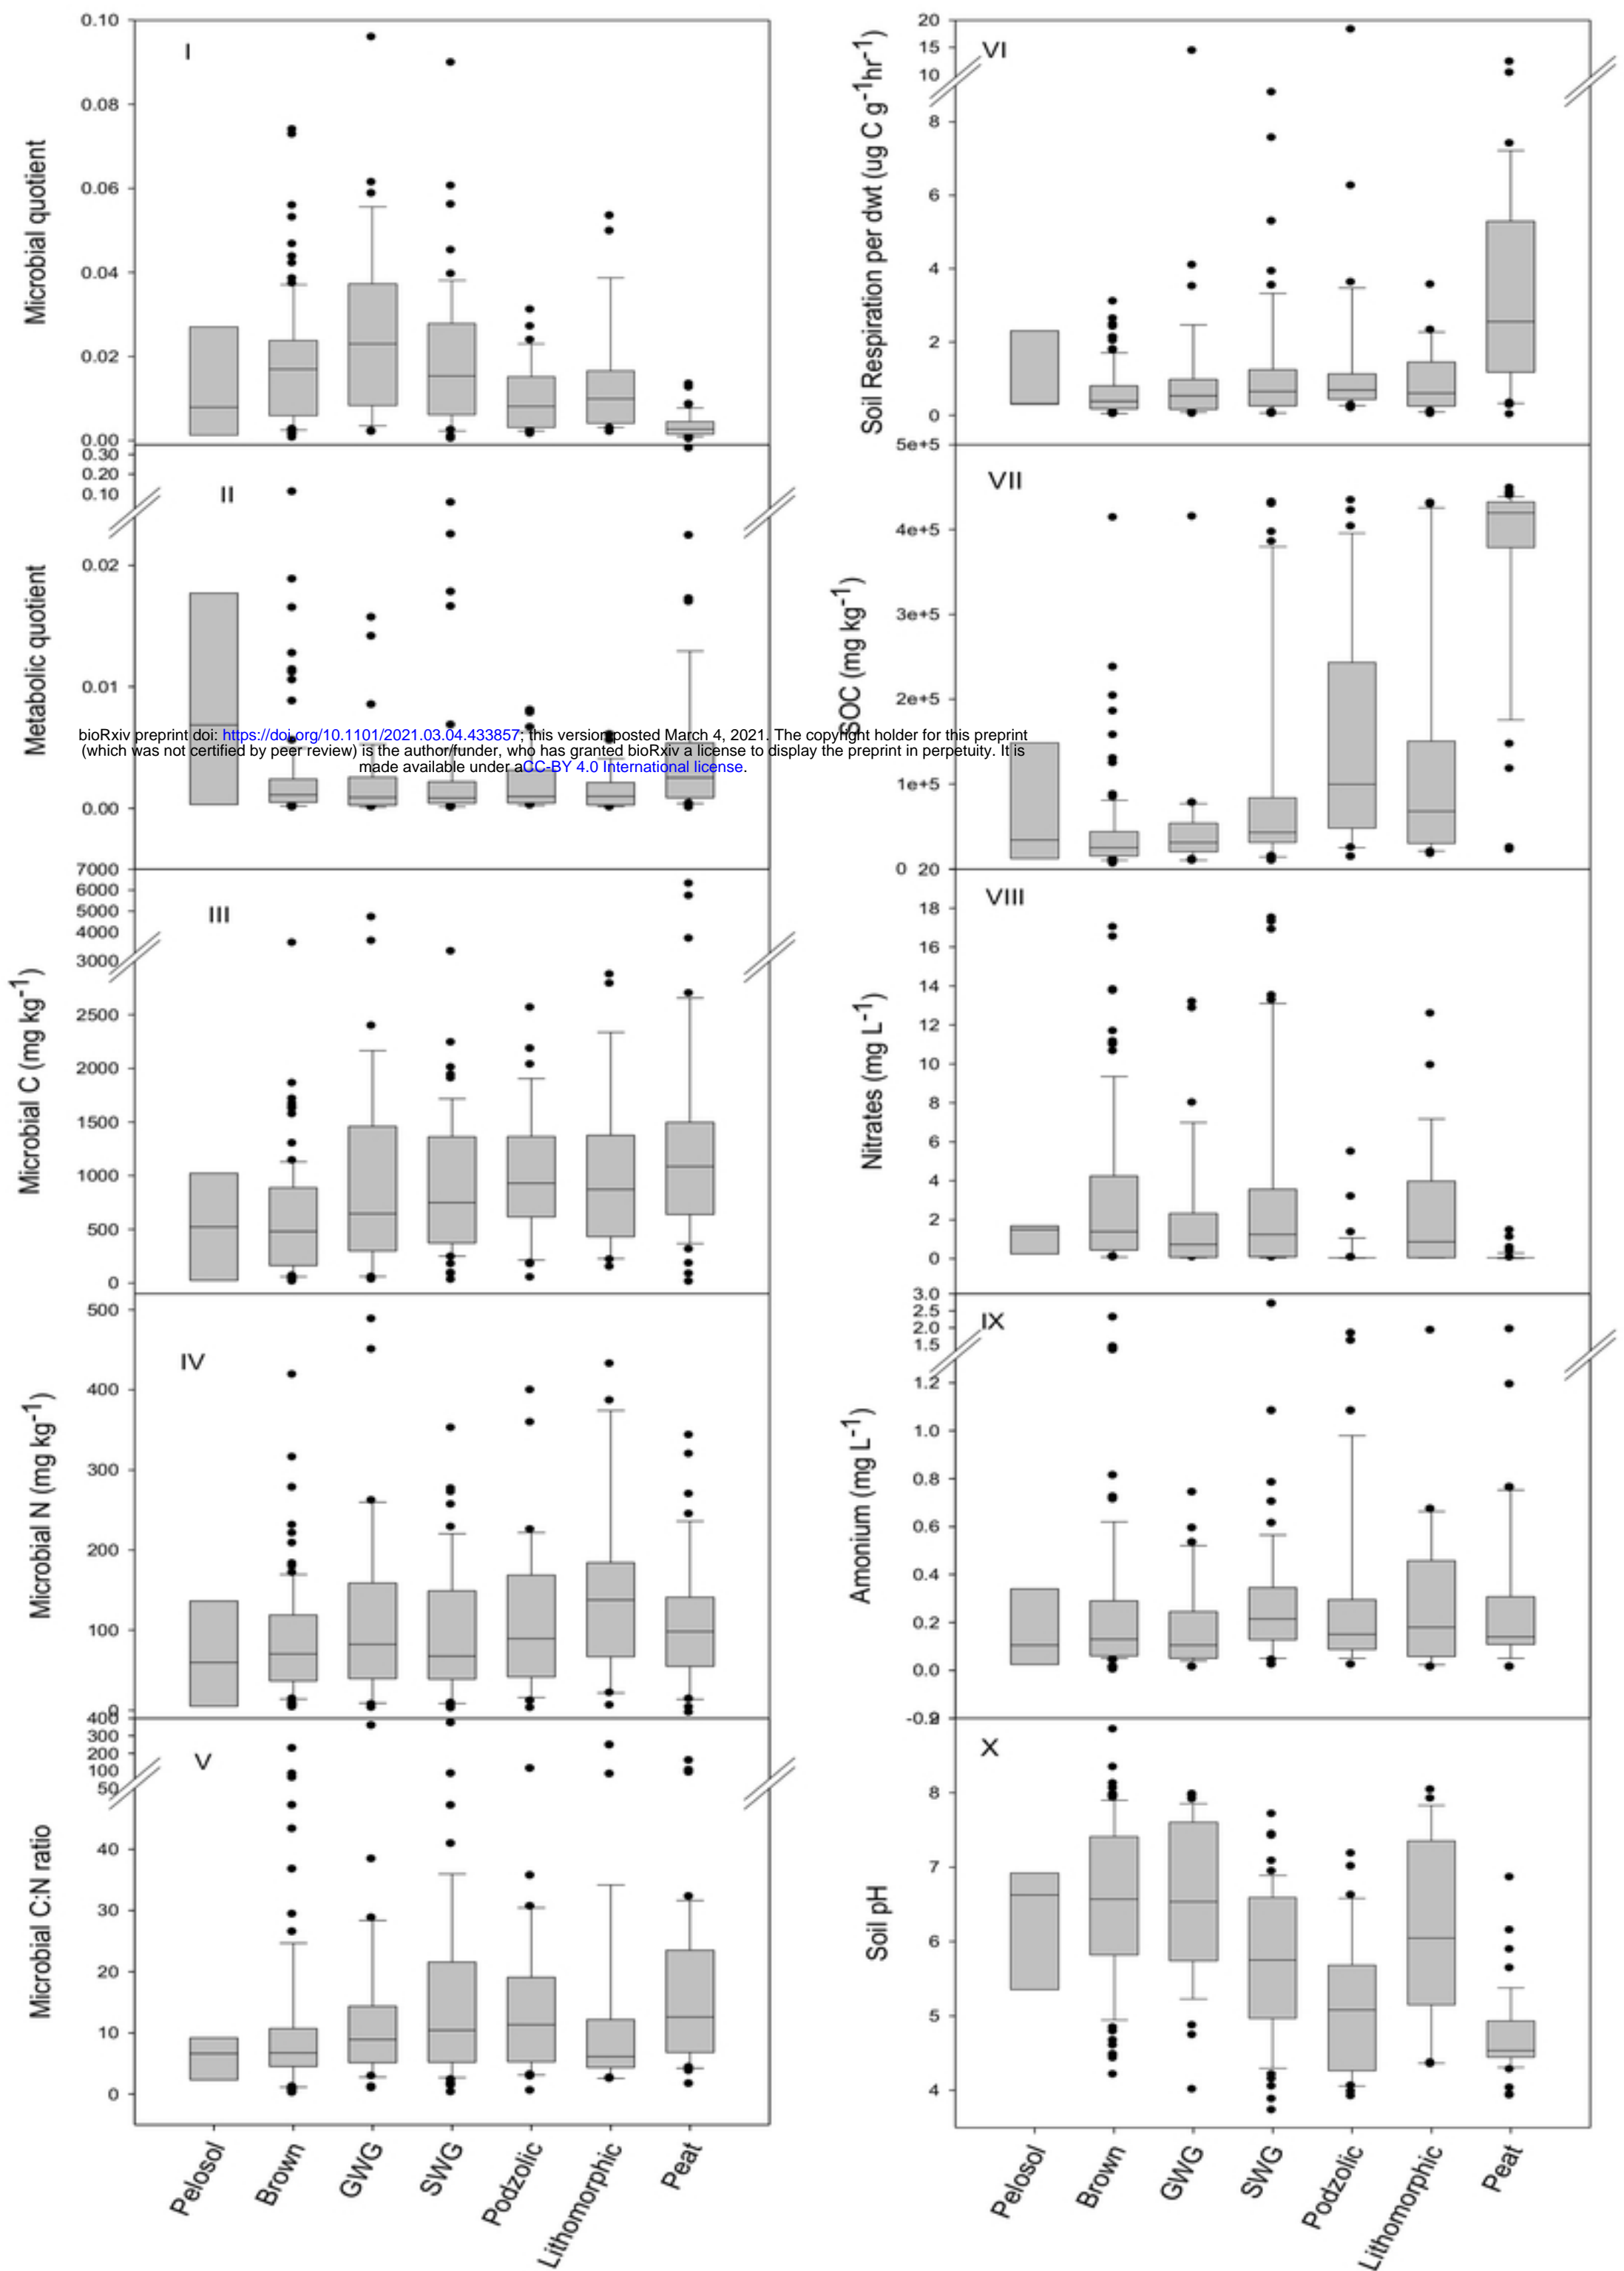 0.10
I
0.08
0.06
0.04
0.02
0.00
Microbial quotient
0.30
0.20
0.10
II
0.02
0.01
0.00
Metabolic quotient
7000
6000
5000
4000
3000
III
2500
2000
1500
1000
500
0
Microbial C (mg kg-1)
500
IV
400
300
200
100
0
Microbial N (mg kg-1)
400
300
200
100
50
V
40
30
20
10
0
Microbial C:N ratio
Pelosol
Brown
GWG
SWG
Podzolic
Lithomorphic
Peat
20
15
10
VI
8
6
4
2
0
Soil Respiration per dwt (ug C g-1hr-1)
5e+5
VII
4e+5
3e+5
2e+5
1e+5
0
SOC (mg kg-1)
20
VIII
18
16
14
12
10
8
6
4
2
0
Nitrates (mg L-1)
3.0
2.5
2.0
1.5
IX
1.2
1.0
0.8
0.6
0.4
0.2
0.0
Amonium (mg L-1)
X
8
7
6
5
4
Soil pH
Pelosol
Brown
GWG
SWG
Podzolic
Lithomorphic
Peat
bioRxiv preprint doi: https://doi.org/10.1101/2021.03.04.433857; this version posted March 4, 2021. The copyright holder for this preprint
(which was not certified by peer review) is the author/funder, who has granted bioRxiv a license to display the preprint in perpetuity. It is
made available under aCC-BY 4.0 International license.